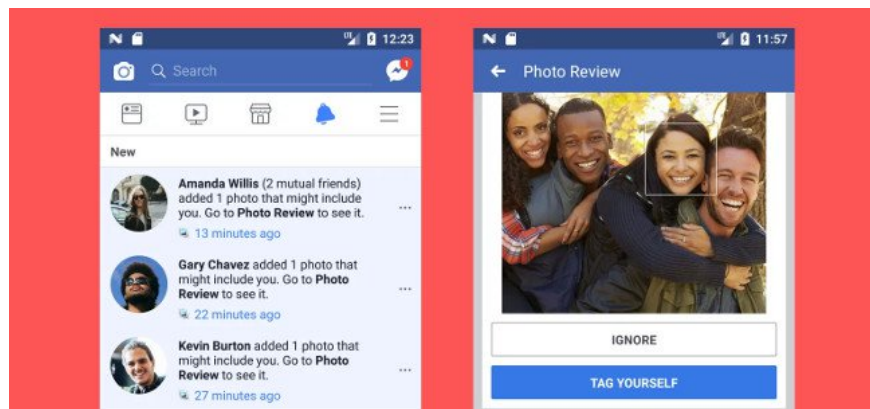 12:23
Search
1
New
Amanda Willis (2 mutual friends)
added 1 photo that might include
you. Go to Photo Review to see it.
13 minutes ago
Gary Chavez added 1 photo that
might include you. Go to Photo
Review to see it.
22 minutes ago
Kevin Burton added 1 photo that
might include you. Go to Photo
Review to see it.
27 minutes ago
11:57
Photo Review
IGNORE
TAG YOURSELF